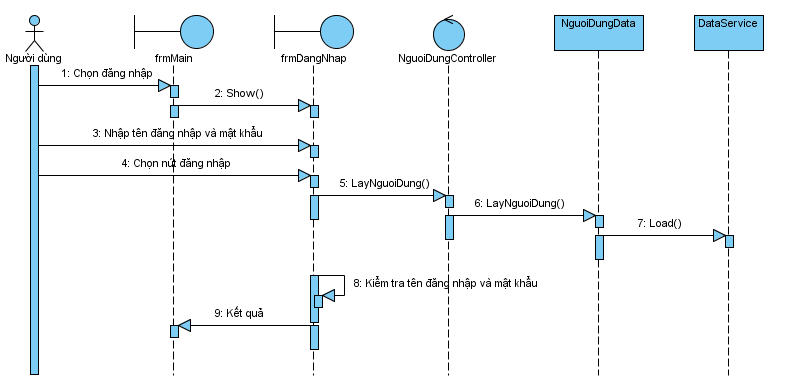 NguoiDungData
DataService
Người dùng
frmMain
frmDangNhap
NguoiDungController
1: Chọn đăng nhập
2: Show()
3: Nhập tên đăng nhập và mật khẩu
4: Chọn nút đăng nhập
5: LayNguoiDung()
6: LayNguoiDung()
7: Load()
8: Kiểm tra tên đăng nhập và mật khẩu
9: Kết quả